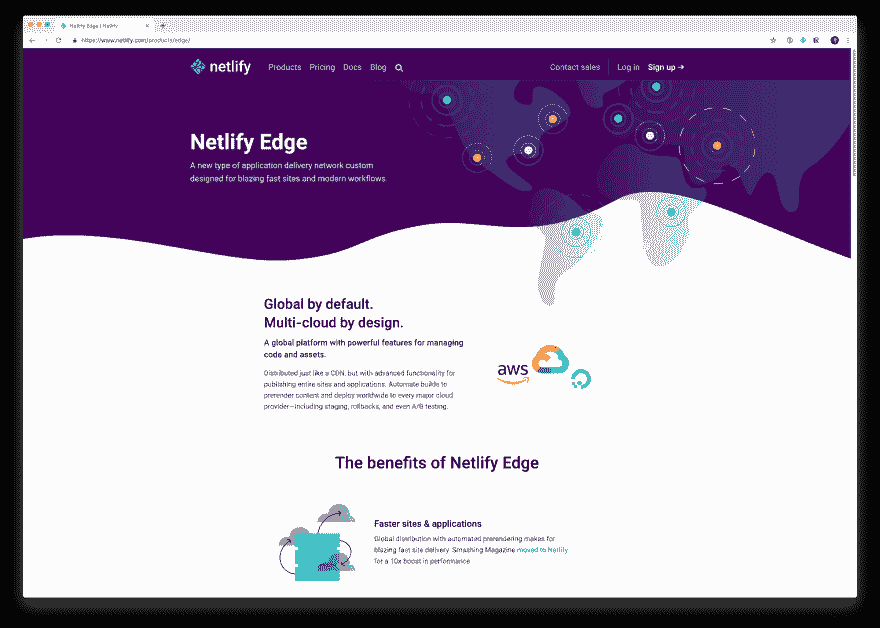 Netlify Edge | Netlify
https://www.netlify.com/products/edge/
netlify
Products Pricing Docs Blog
Contact sales Log in Sign up →
Netlify Edge
A new type of application delivery network custom
designed for blazing fast sites and modern workflows.
Global by default.
Multi-cloud by design.
A global platform with powerful features for managing
code and assets.
Distributed just like a CDN, but with advanced functionality for
publishing entire sites and applications. Automate builds to
prerender content and deploy worldwide to every major cloud
provider—including staging, rollbacks, and even A/B testing.
aws
The benefits of Netlify Edge
Faster sites & applications
Global distribution with automated prerendering makes for
blazing fast site delivery. Smashing Magazine moved to Netlify
for a 10x boost in performance